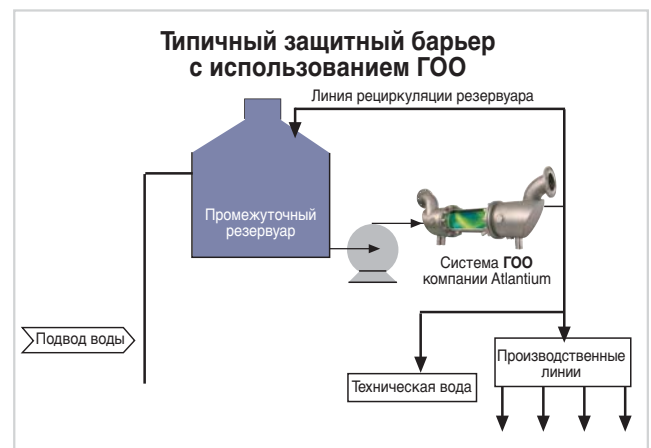 Типичный защитный барьер
с использованием ГОО
Линия рециркуляции резервуара
Промежуточный
резервуар
Система ГОО
компании Atlantium
Подвод воды
Производственные
линии
Техническая вода